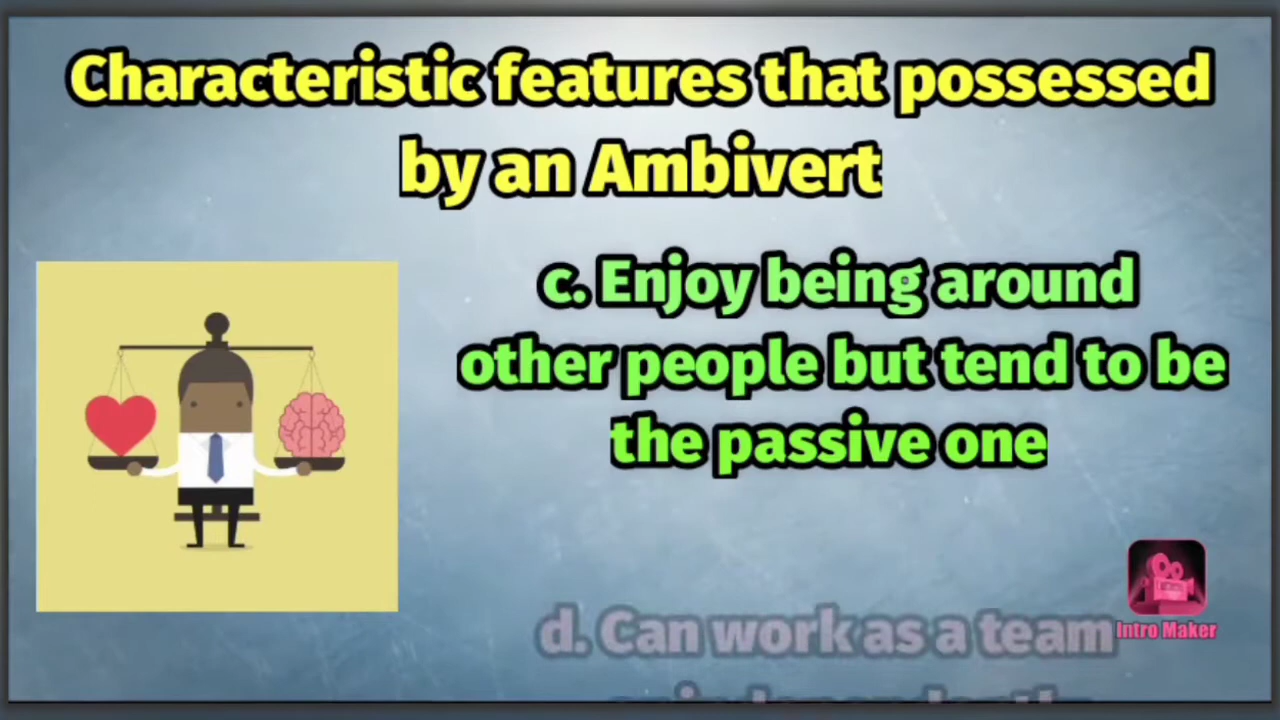 Characteristic features that possessed
by an Ambivert
c. Enjoy being around
other people but tend to be
the passive one
d. Can work as a team
Intro Maker